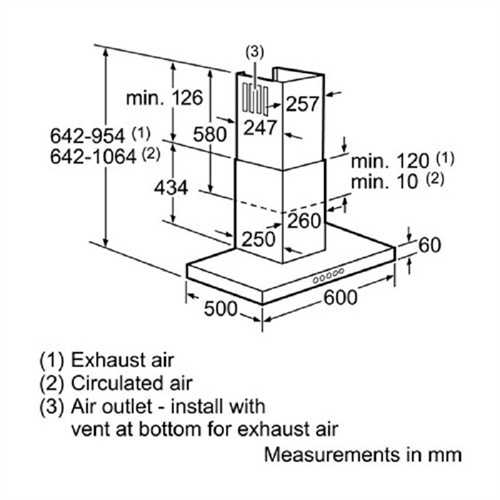 (3)
min. 126
257
580
247
642-954 (1)
642-1064 (2)
min. 120 (1)
min. 10 (2)
434
260
250
60
500
600
(1) Exhaust air
(2) Circulated air
(3) Air outlet - install with
vent at bottom for exhaust air
Measurements in mm